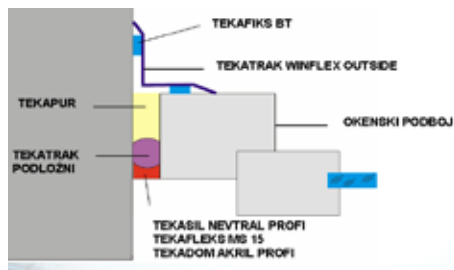 TEKAFIKS BT
TEKATRAK WINFLEX OUTSIDE
TEKAPUR
OKENSKI PODBOJ
TEKATRAK
PODLOŽNI
TEKASIL NEVTRAL PROFI
TEKAFLEKS MS 15
TEKADOM AKRIL PROFI